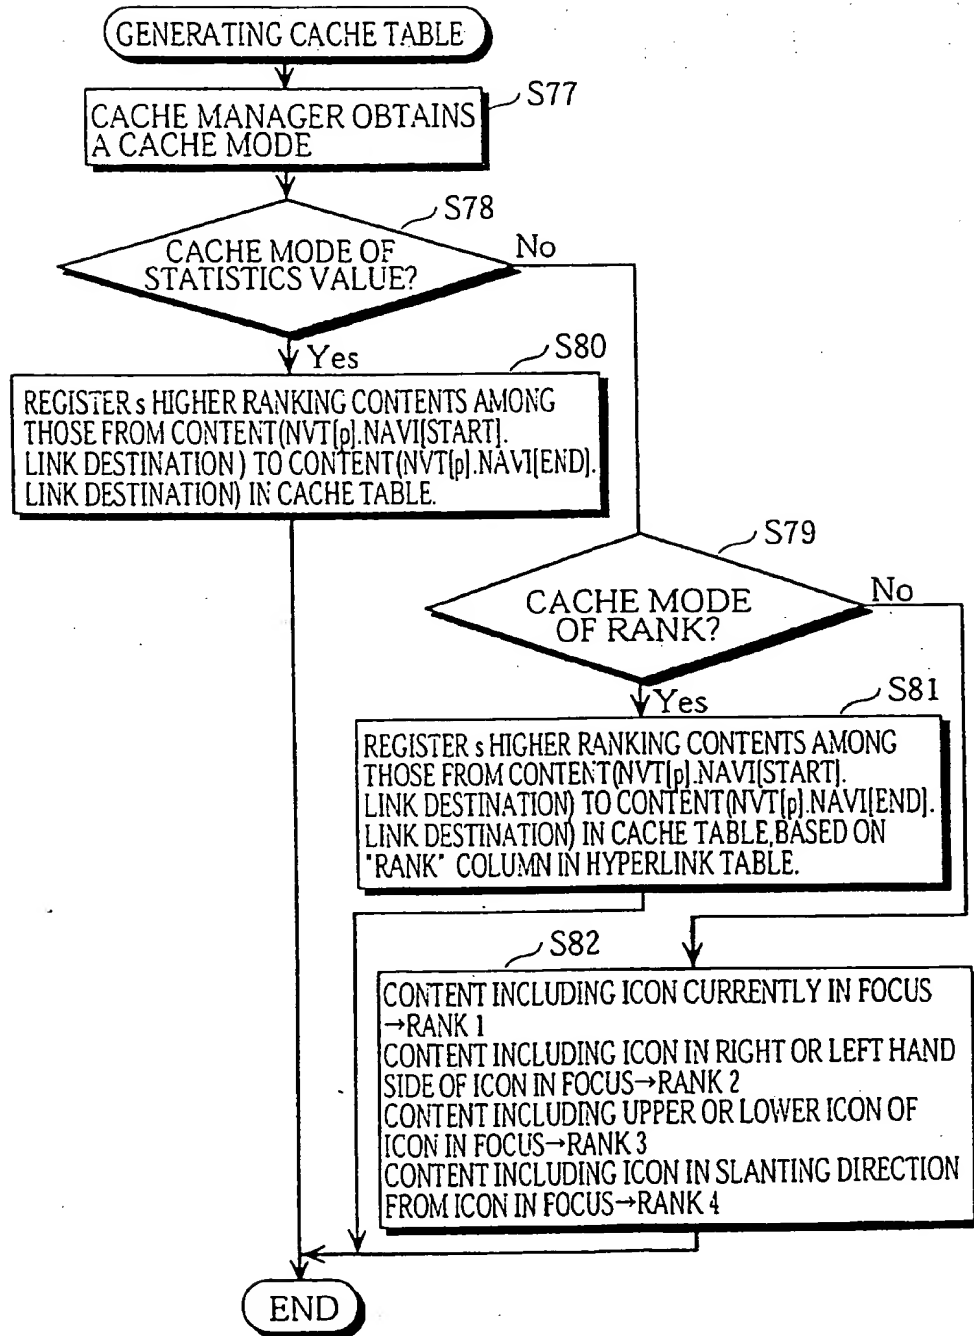 GENERATING CACHE TABLE
S77
CACHE MANAGER OBTAINS
A CACHE MODE
S78
CACHE MODE OF
STATISTICS VALUE?
No
Yes
S80
REGISTER s HIGHER RANKING CONTENTS AMONG
THOSE FROM CONTENT(NVT[p].NAVI[START].
LINK DESTINATION) TO CONTENT(NVT[p].NAVI[END].
LINK DESTINATION) IN CACHE TABLE.
S79
CACHE MODE
OF RANK?
No
Yes
S81
REGISTER s HIGHER RANKING CONTENTS AMONG
THOSE FROM CONTENT(NVT[p].NAVI[START].
LINK DESTINATION) TO CONTENT(NVT[p].NAVI[END].
LINK DESTINATION) IN CACHE TABLE,BASED ON
"RANK" COLUMN IN HYPERLINK TABLE.
S82
CONTENT INCLUDING ICON CURRENTLY IN FOCUS
→RANK 1
CONTENT INCLUDING ICON IN RIGHT OR LEFT HAND
SIDE OF ICON IN FOCUS→RANK 2
CONTENT INCLUDING UPPER OR LOWER ICON OF
ICON IN FOCUS→RANK 3
CONTENT INCLUDING ICON IN SLANTING DIRECTION
FROM ICON IN FOCUS→RANK 4
END